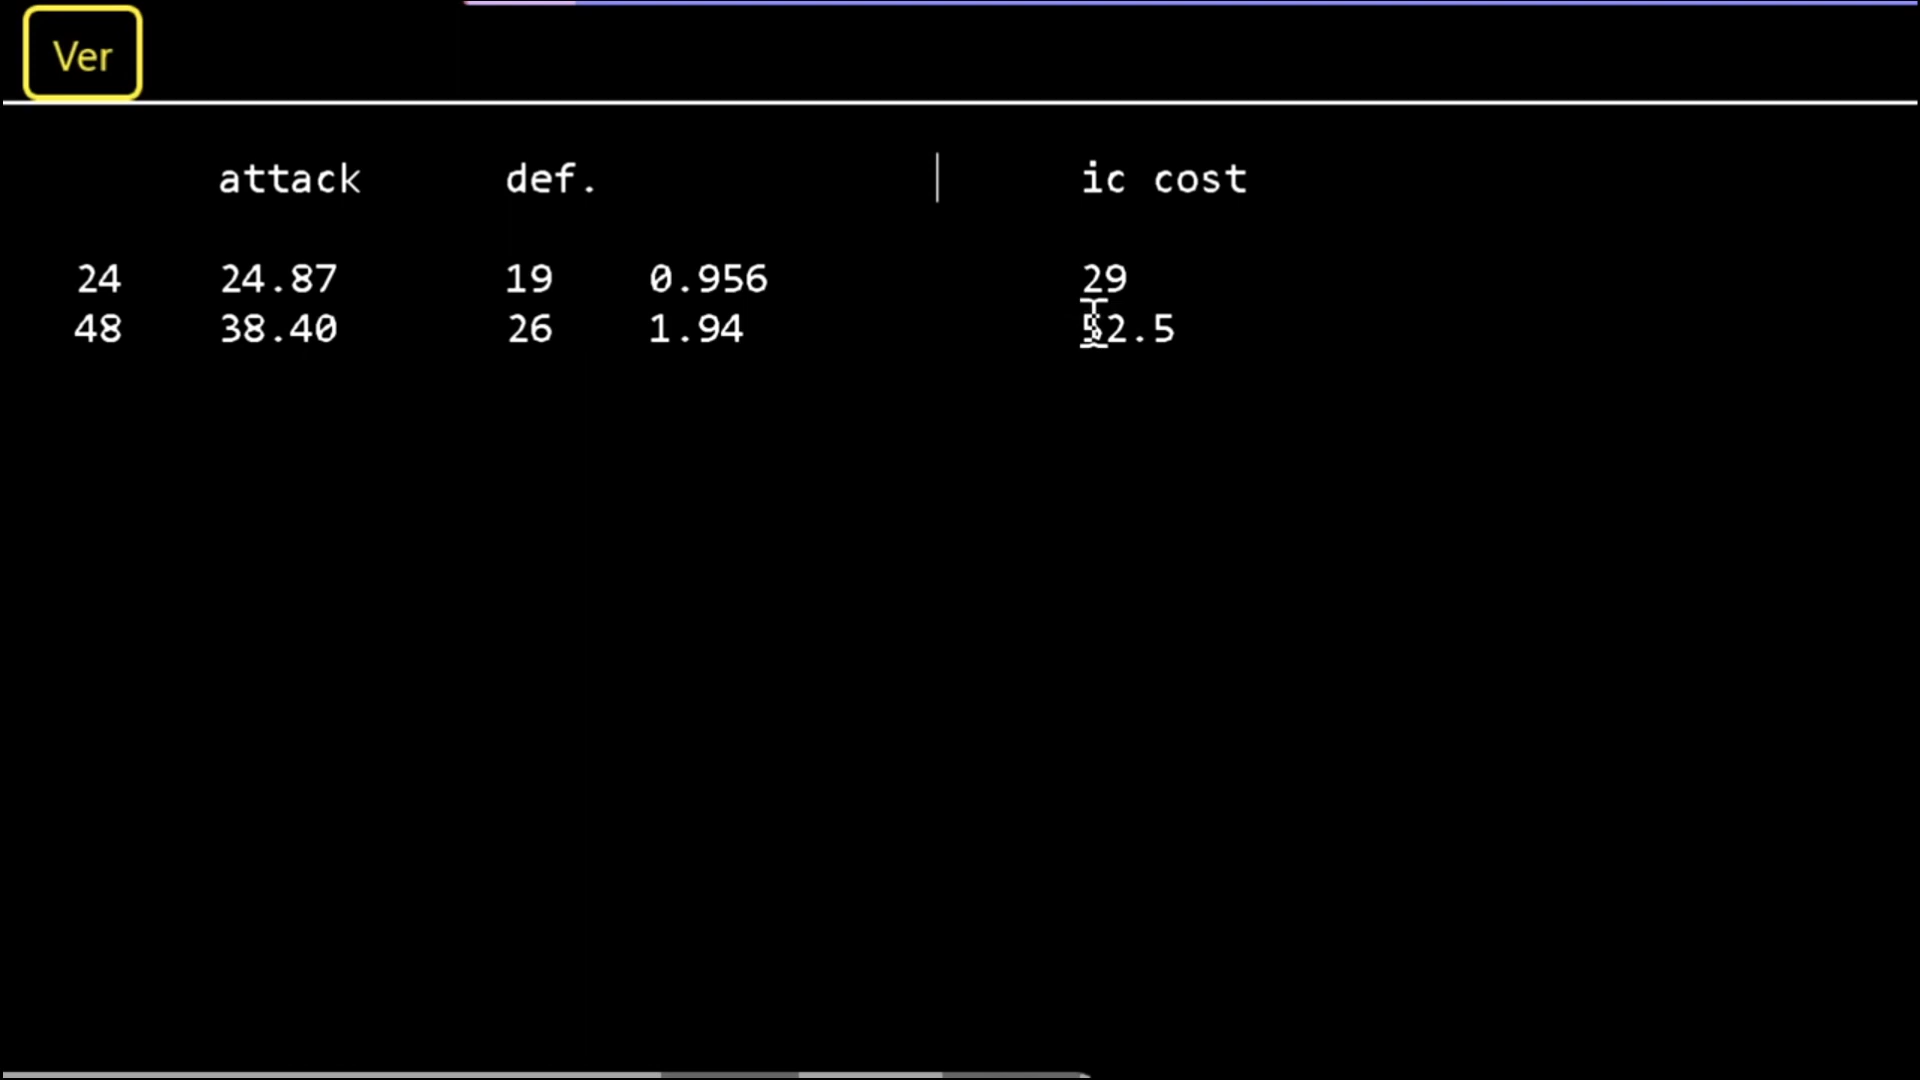 Ver
attack def. | ic cost
24 24.87 19 0.956 29
48 38.40 26 1.94 52.5